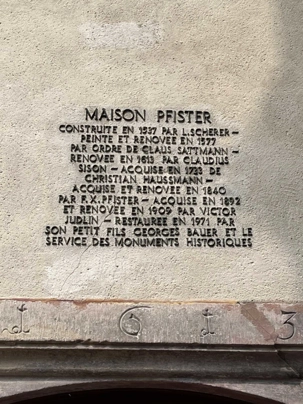 MAISON PFISTER
CONSTRUITE EN 1537 PAR L.SCHERER –
PEINTE ET RENOVEE EN 1577
PAR ORDRE DE CLAUS SATTMANN –
RENOVEE EN 1613 PAR CLAUDIUS
SISON – ACQUISE EN 1733 DE
CHRISTIAN HAUSSMANN –
ACQUISE ET RENOVEE EN 1840
PAR F.X.PFISTER – ACQUISE EN 1892
ET RENOVEE EN 1909 PAR VICTOR
JUDLIN – RESTAUREE EN 1971 PAR
SON PETIT FILS GEORGES BAUER ET LE
SERVICE DES MONUMENTS HISTORIQUES
1 6 1 3